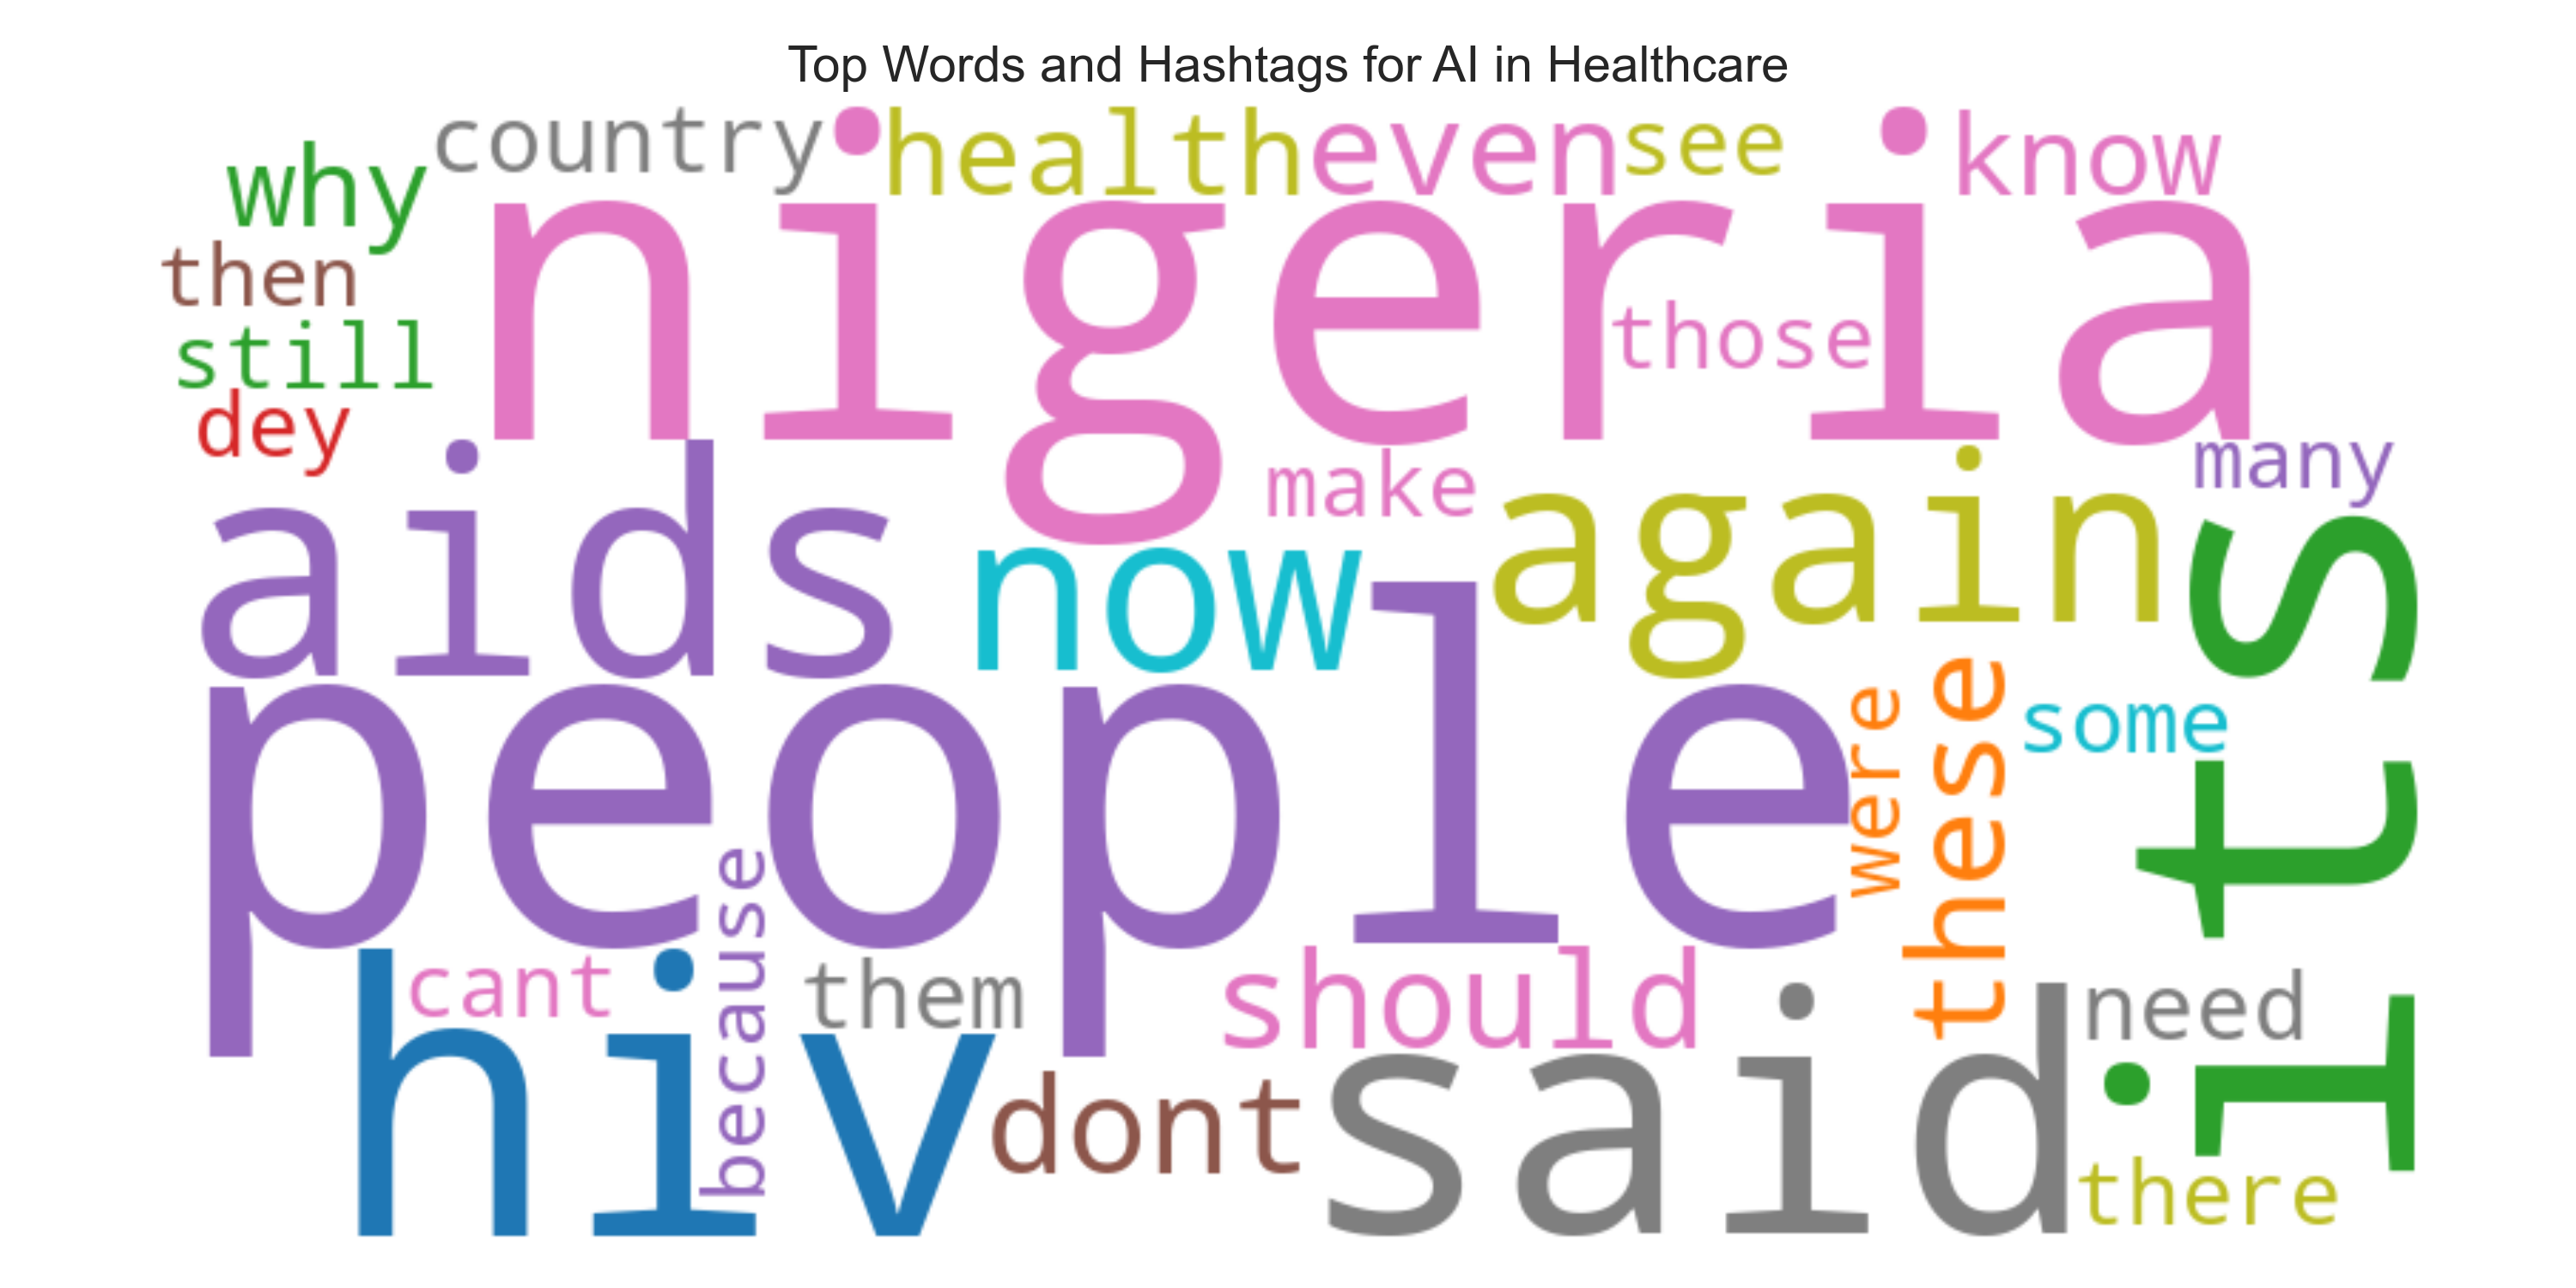 Top Words and Hashtags for AI in Healthcare
country health even see know
why
nigeria
then
those
still
dey
many
make
aids now again
its
people
were these some
because
cant them should need
hiv dont said
there